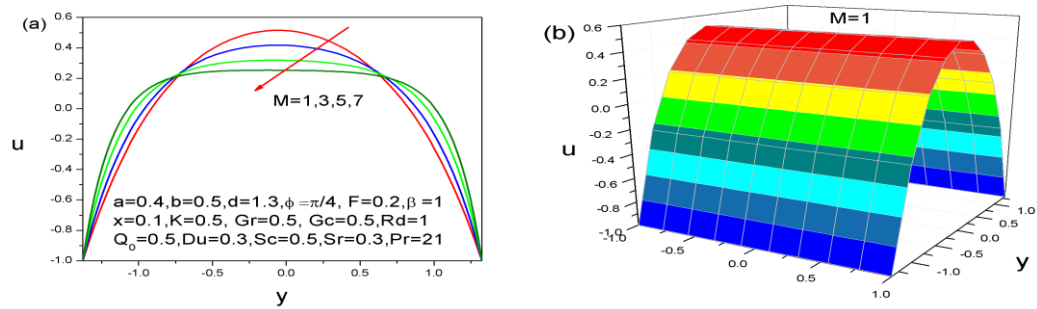 (a)
0.6
0.4
0.2
0.0
-0.2
-0.4
-0.6
-0.8
-1.0
u
M=1,3,5,7
a=0.4,b=0.5,d=1.3,ϕ=π/4, F=0.2,β =1
x=0.1,K=0.5, Gr=0.5, Gc=0.5,Rd=1
Q₀=0.5,Du=0.3,Sc=0.5,Sr=0.3,Pr=21
-1.0 -0.5 0.0 0.5 1.0
y
(b)
M=1
0.6
0.4
0.2
0.0
-0.2
-0.4
-0.6
-0.8
-1.0
u
-1.0
0.0
0.5
1.0
-1.0
-0.5
0.0
0.5
1.0
y